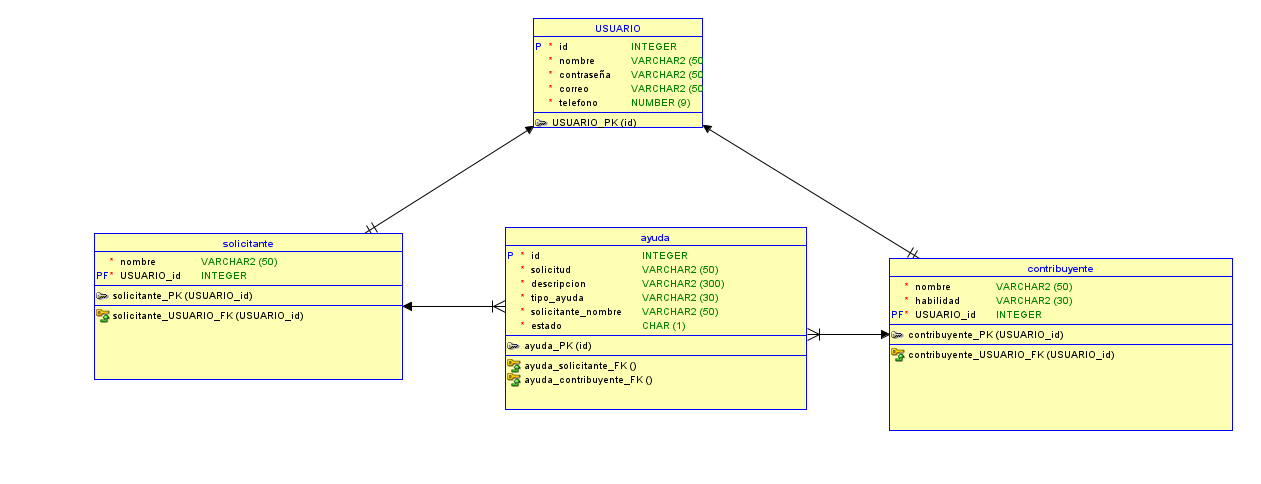 USUARIO
P * id INTEGER
* nombre VARCHAR2 (50
* contraseña VARCHAR2 (50
* correo VARCHAR2 (50
* telefono NUMBER (9)
USUARIO_PK (id)
solicitante
* nombre VARCHAR2 (50)
PF* USUARIO_id INTEGER
solicitante_PK (USUARIO_id)
solicitante_USUARIO_FK (USUARIO_id)
ayuda
P * id INTEGER
* solicitud VARCHAR2 (50)
* descripcion VARCHAR2 (300)
* tipo_ayuda VARCHAR2 (30)
* solicitante_nombre VARCHAR2 (50)
* estado CHAR (1)
ayuda_PK (id)
ayuda_solicitante_FK ()
ayuda_contribuyente_FK ()
contribuyente
* nombre VARCHAR2 (50)
* habilidad VARCHAR2 (30)
PF* USUARIO_id INTEGER
contribuyente_PK (USUARIO_id)
contribuyente_USUARIO_FK (USUARIO_id)